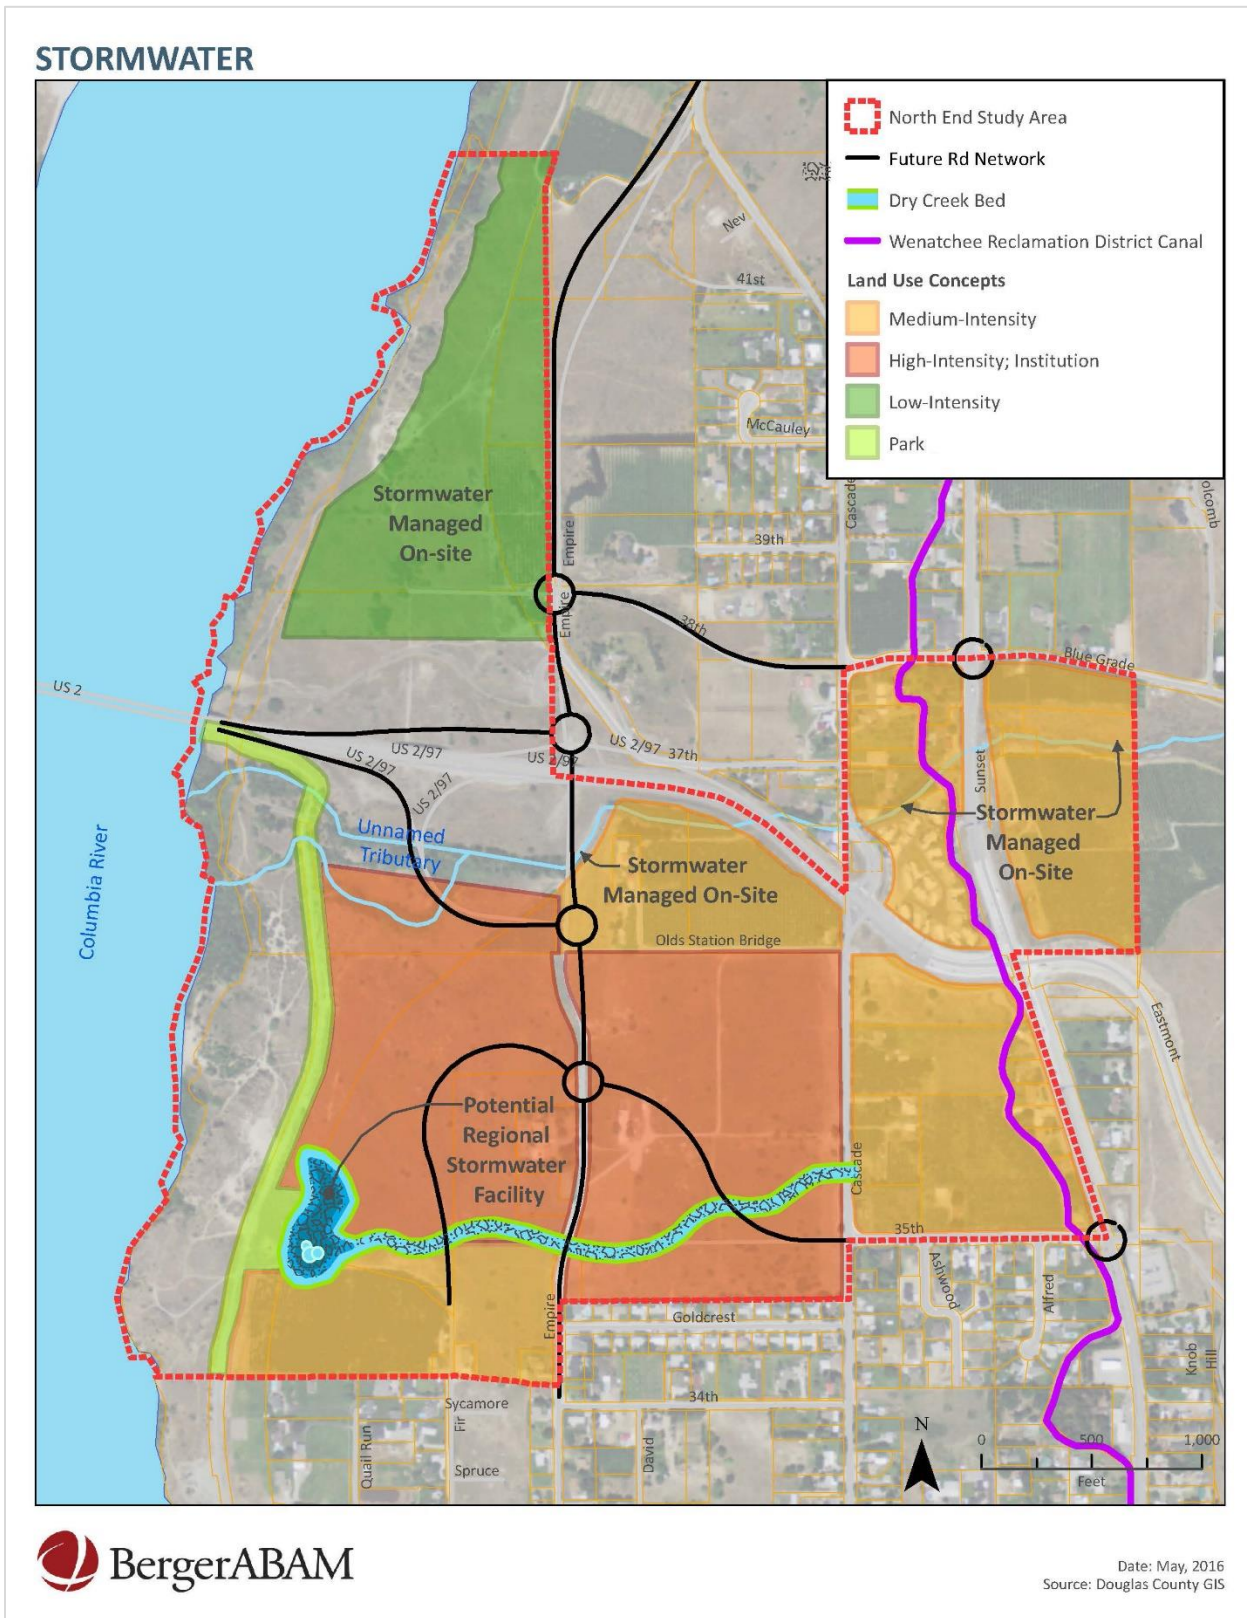 STORMWATER
North End Study Area
Future Rd Network
Dry Creek Bed
Wenatchee Reclamation District Canal
Land Use Concepts
Medium-Intensity
High-Intensity; Institution
Low-Intensity
Park
Nev
41st
McCauley
Cascade
olcomb
39th
Empire
Empire
38th
Blue Grade
Stormwater
Managed
On-site
US 2
US 2/97
US 2/97
US 2/97
US 2/97
US 2/97
37th
Sunset
Stormwater
Managed
On-Site
Unnamed
Tributary
Stormwater
Managed On-Site
Columbia River
Olds Station Bridge
Eastmont
Potential
Regional
Stormwater
Facility
Cascade
35th
Ashwood
Alfred
Empire
Goldcrest
Knob
Hill
34th
Sycamore
Fir
Quail Run
Spruce
David
N
0
500
1,000
Feet
BergerABAM
Date: May, 2016
Source: Douglas County GIS